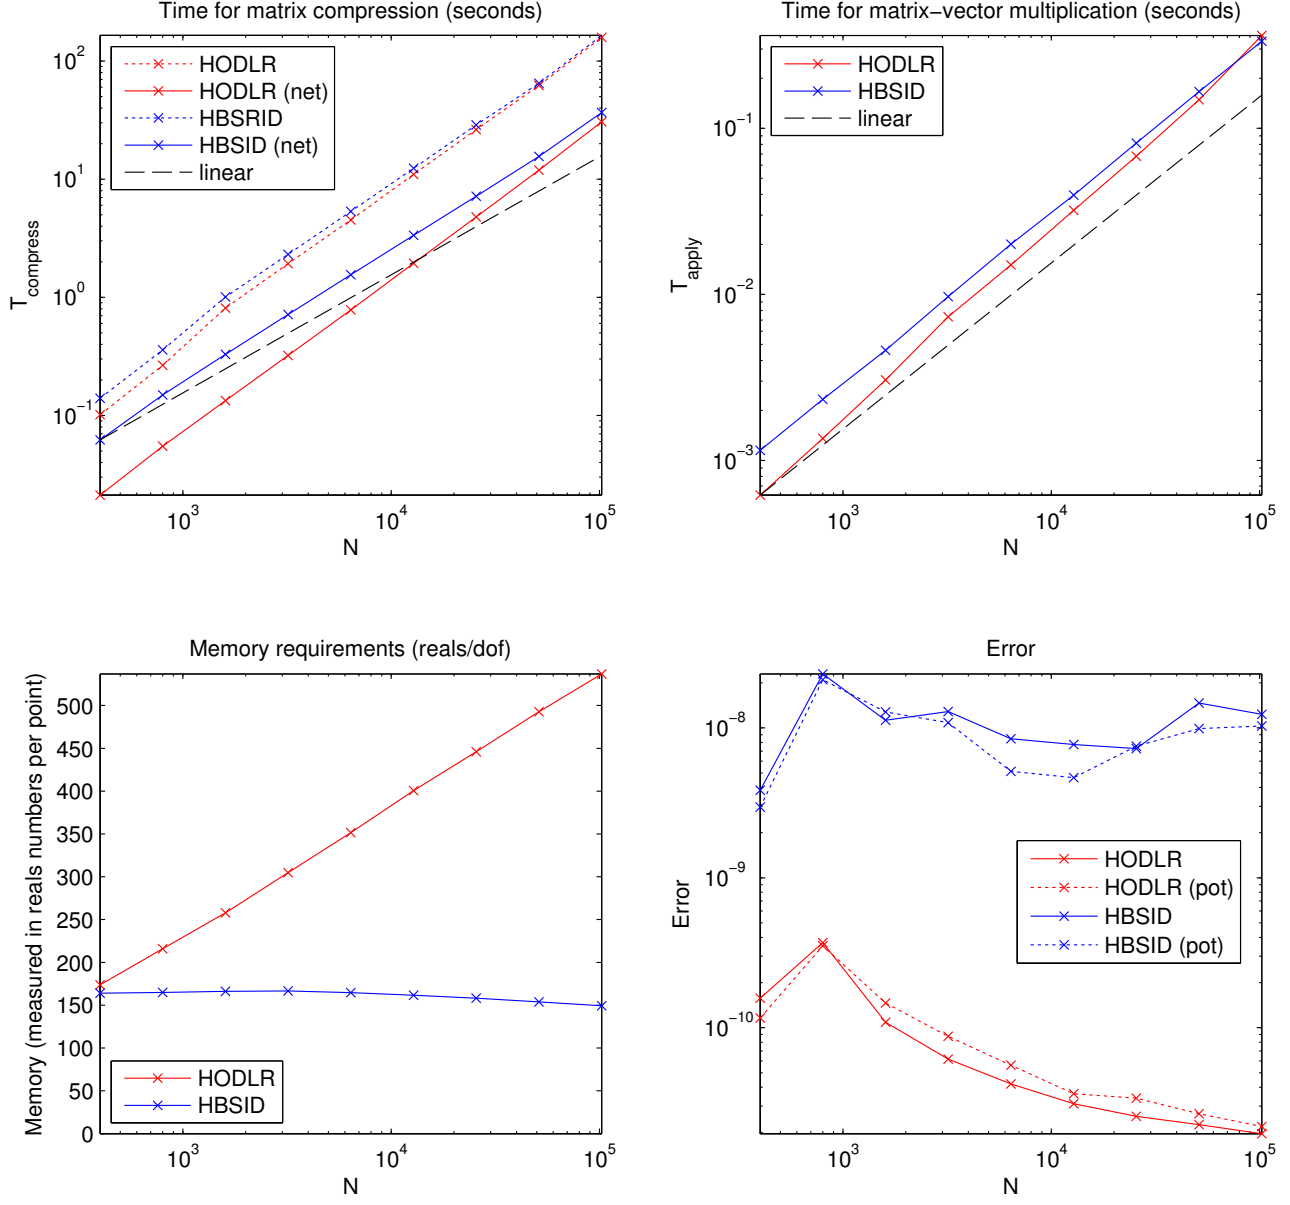 Time for matrix compression (seconds)
T_compress
10^2
10^1
10^0
10^-1
HODLR
HODLR (net)
HBSRID
HBSID (net)
linear
10^3
10^4
10^5
N
Time for matrix-vector multiplication (seconds)
T_apply
10^-1
10^-2
10^-3
HODLR
HBSID
linear
10^3
10^4
10^5
N
Memory requirements (reals/dof)
Memory (measured in reals numbers per point)
500
450
400
350
300
250
200
150
100
50
0
HODLR
HBSID
10^3
10^4
10^5
N
Error
Error
10^-8
10^-9
10^-10
HODLR
HODLR (pot)
HBSID
HBSID (pot)
10^3
10^4
10^5
N